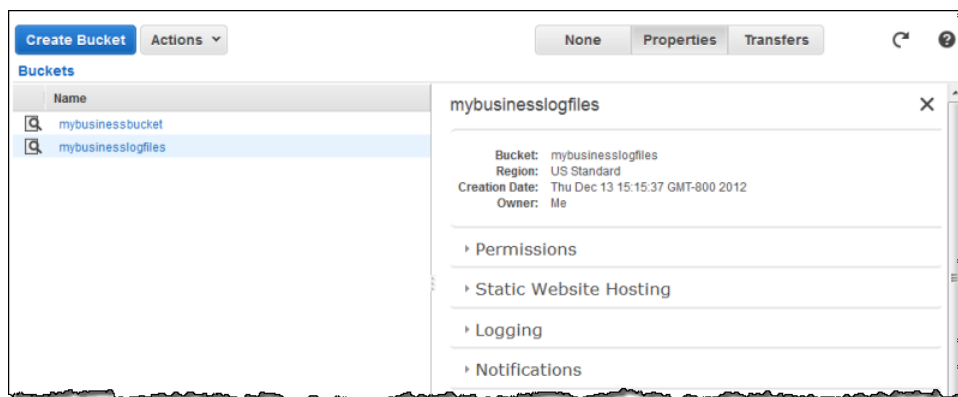 Create Bucket Actions None Properties Transfers
Buckets
Name
mybusinessbucket
mybusinesslogfiles
mybusinesslogfiles
Bucket: mybusinesslogfiles
Region: US Standard
Creation Date: Thu Dec 13 15:15:37 GMT-800 2012
Owner: Me
Permissions
Static Website Hosting
Logging
Notifications